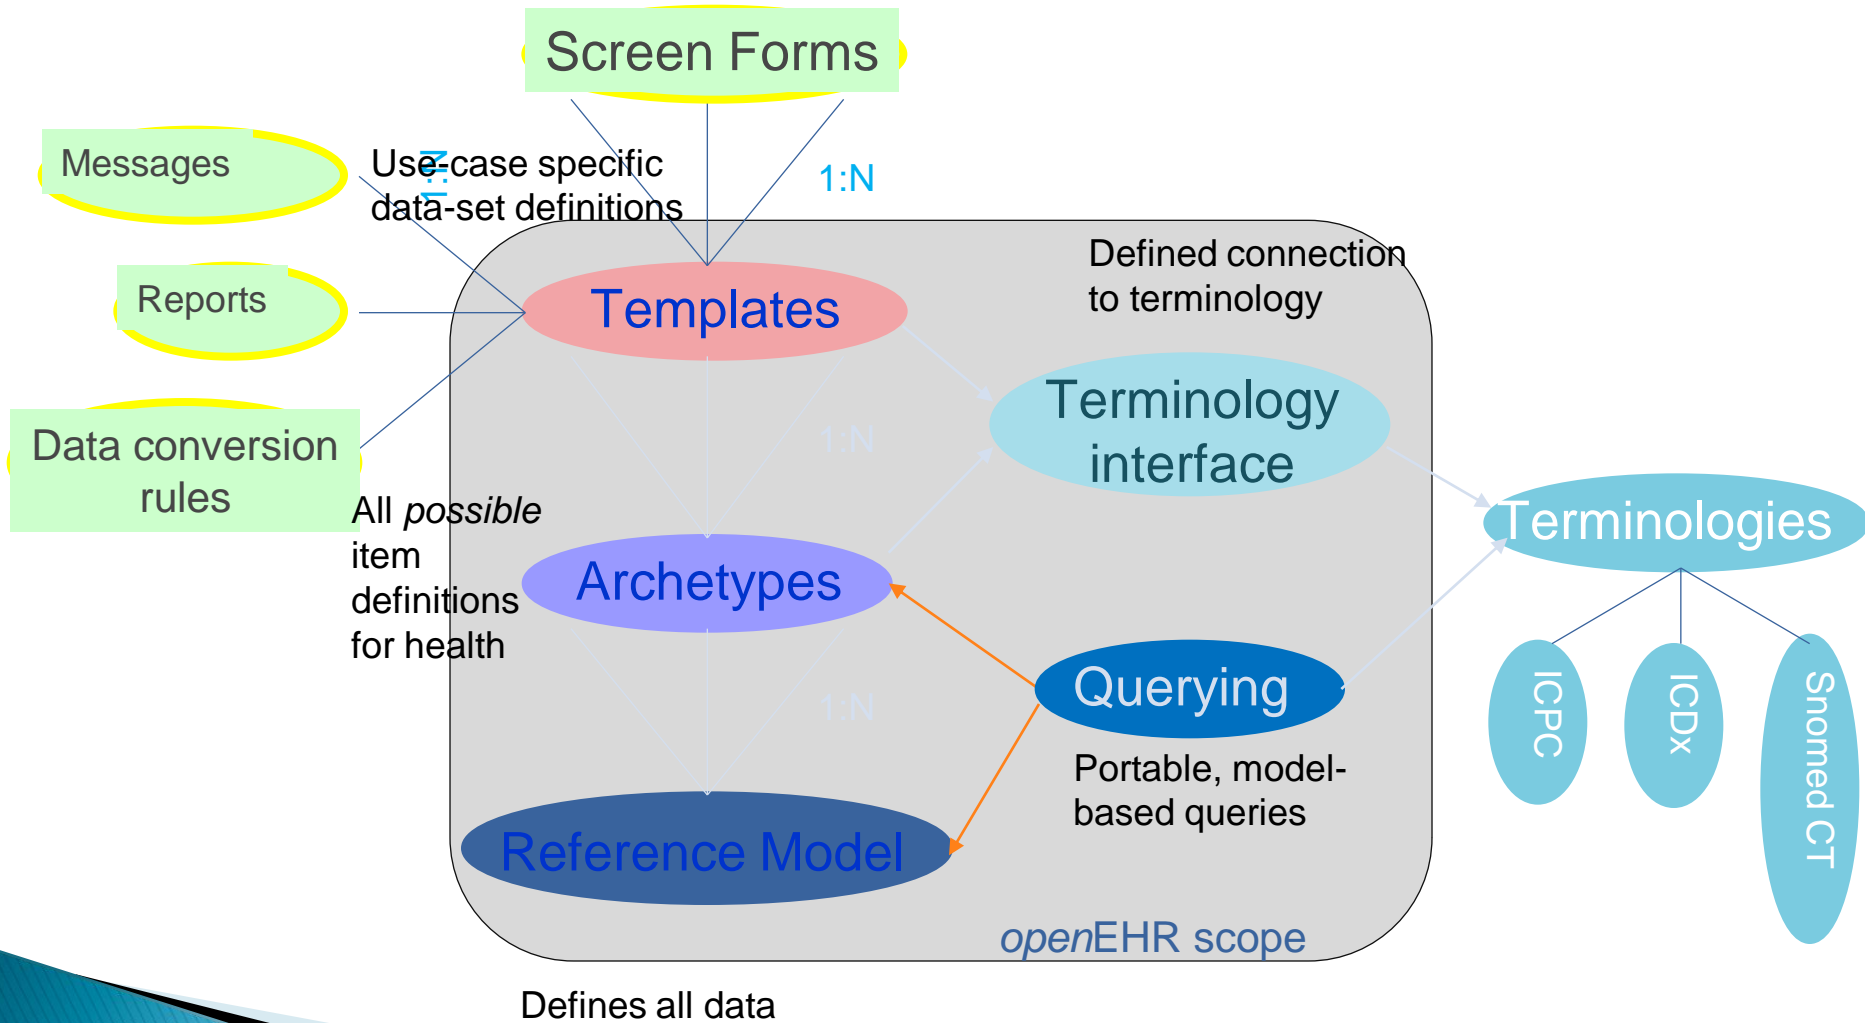 Screen Forms
Messages
1:N
Use-case specific
data-set definitions
1:N
Reports
Templates
Defined connection
to terminology
Data conversion
rules
1:N
Terminology
interface
All possible
item
definitions
for health
Archetypes
Terminologies
1:N
Querying
Portable, model-
based queries
ICPC
ICDx
Snomed CT
Reference Model
openEHR scope
Defines all data